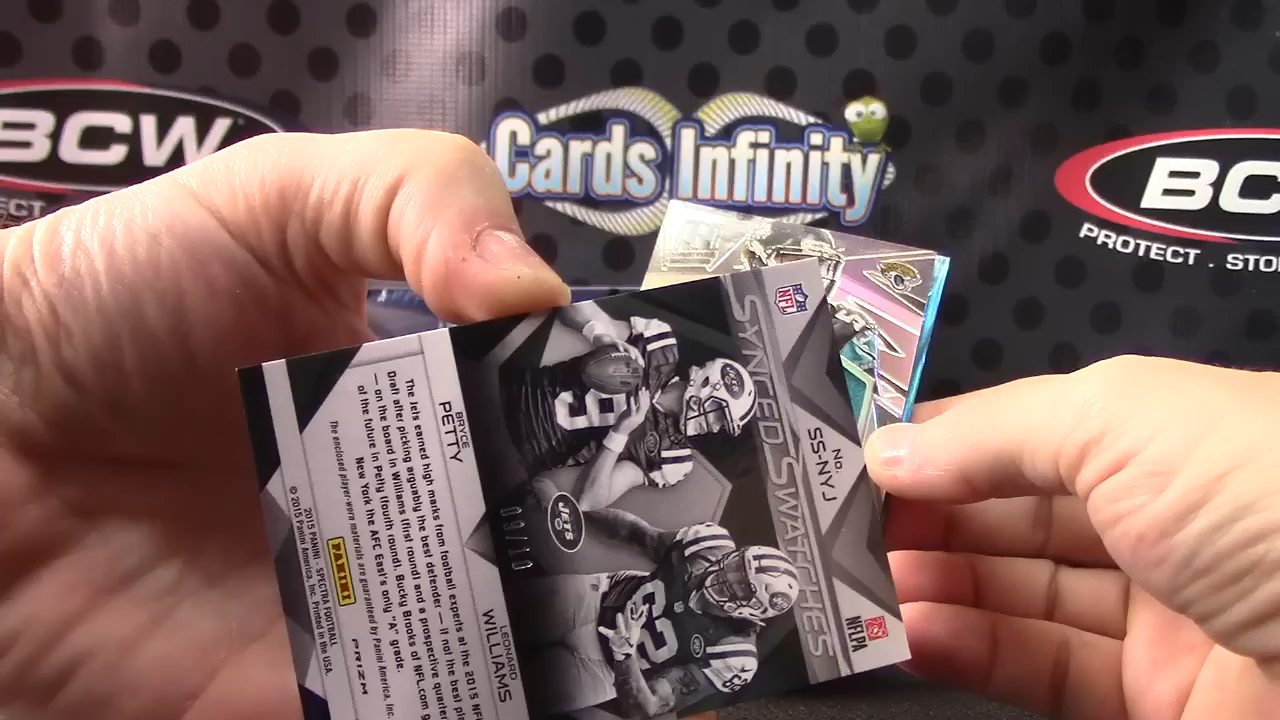 BCW
ECT
Cards Infinity
BC
PROTECT . STO
SYNCED SWATCHES
NFL
NO.
SS-NYJ
NFLPA
JETS
09/10
BRYCE
PETTY
LEONARD
WILLIAMS
The Jets earned high marks from football experts at the 2015 NF
Draft after picking arguably the best defender — if not the best pl
— on the board in Williams (first round) and a prospective quarter
of the future in Petty (fourth round). Bucky Brooks of NFL.com g
New York the AFC East's only "A" grade.
The enclosed player-worn materials are guaranteed by Panini America, Inc.
PANINI
PRIZM
2015 PANINI - SPECTRA FOOTBALL
© 2015 Panini America, Inc. Printed in the USA.